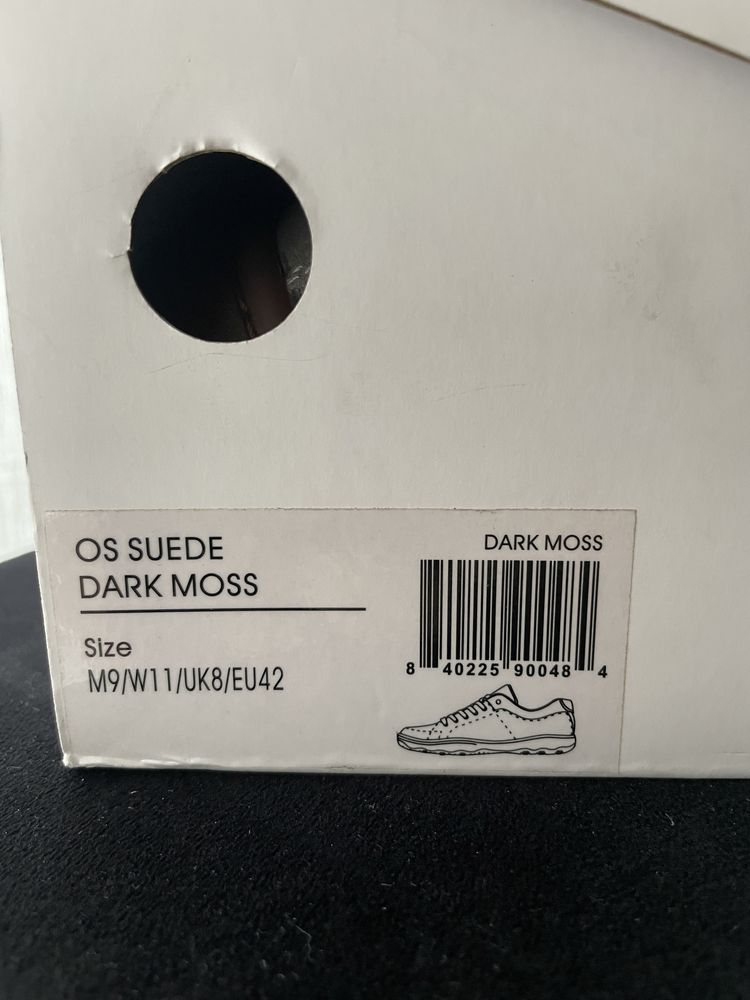 OS SUEDE
DARK MOSS
Size
M9/W11/UK8/EU42
DARK MOSS
8 40225 90048 4